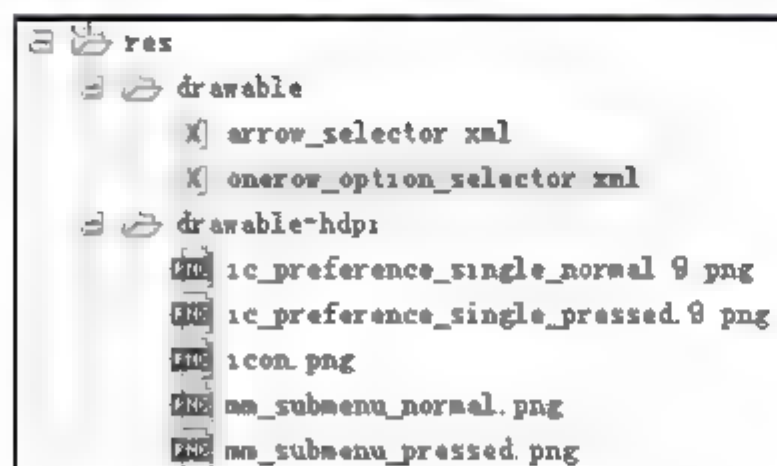 res
drawable
arrow_selector.xml
onerow_option_selector.xml
drawable-hdpi
ic_preference_single_normal.9.png
ic_preference_single_pressed.9.png
icon.png
mm_submenu_normal.png
mm_submenu_pressed.png